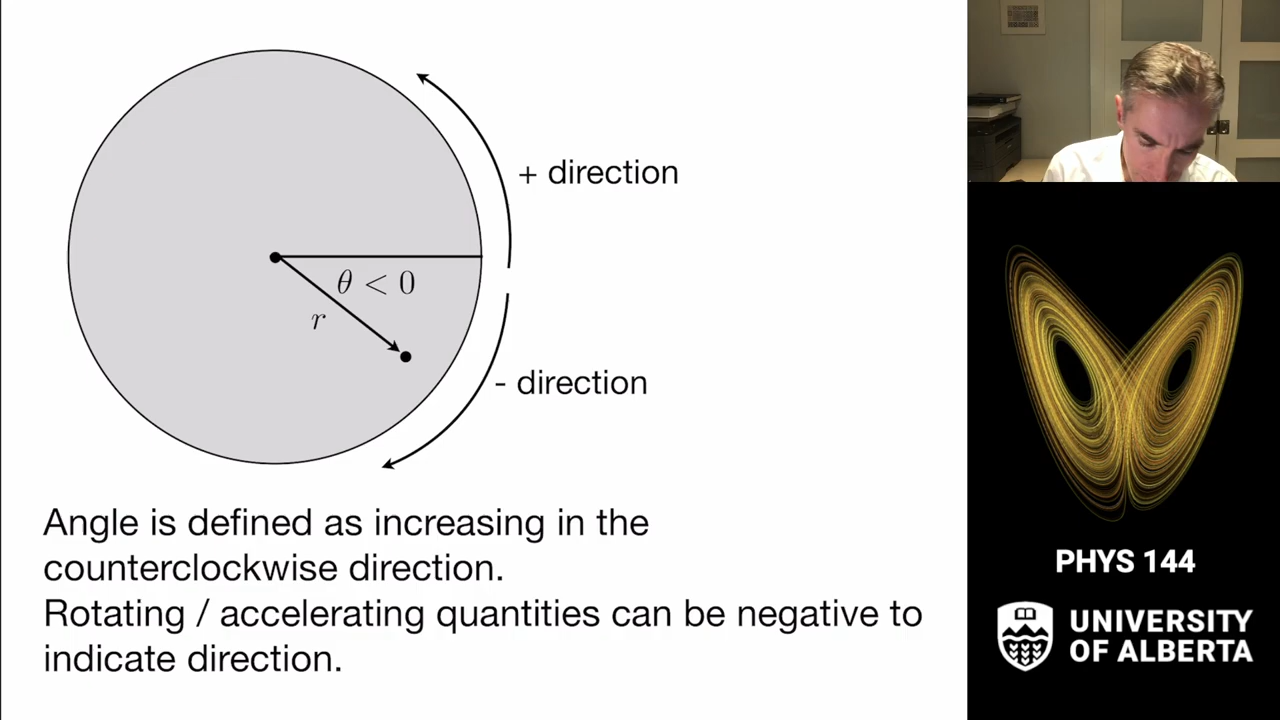 + direction
θ < 0
r
- direction
Angle is defined as increasing in the
counterclockwise direction.
Rotating / accelerating quantities can be negative to
indicate direction.
PHYS 144
UNIVERSITY
OF ALBERTA